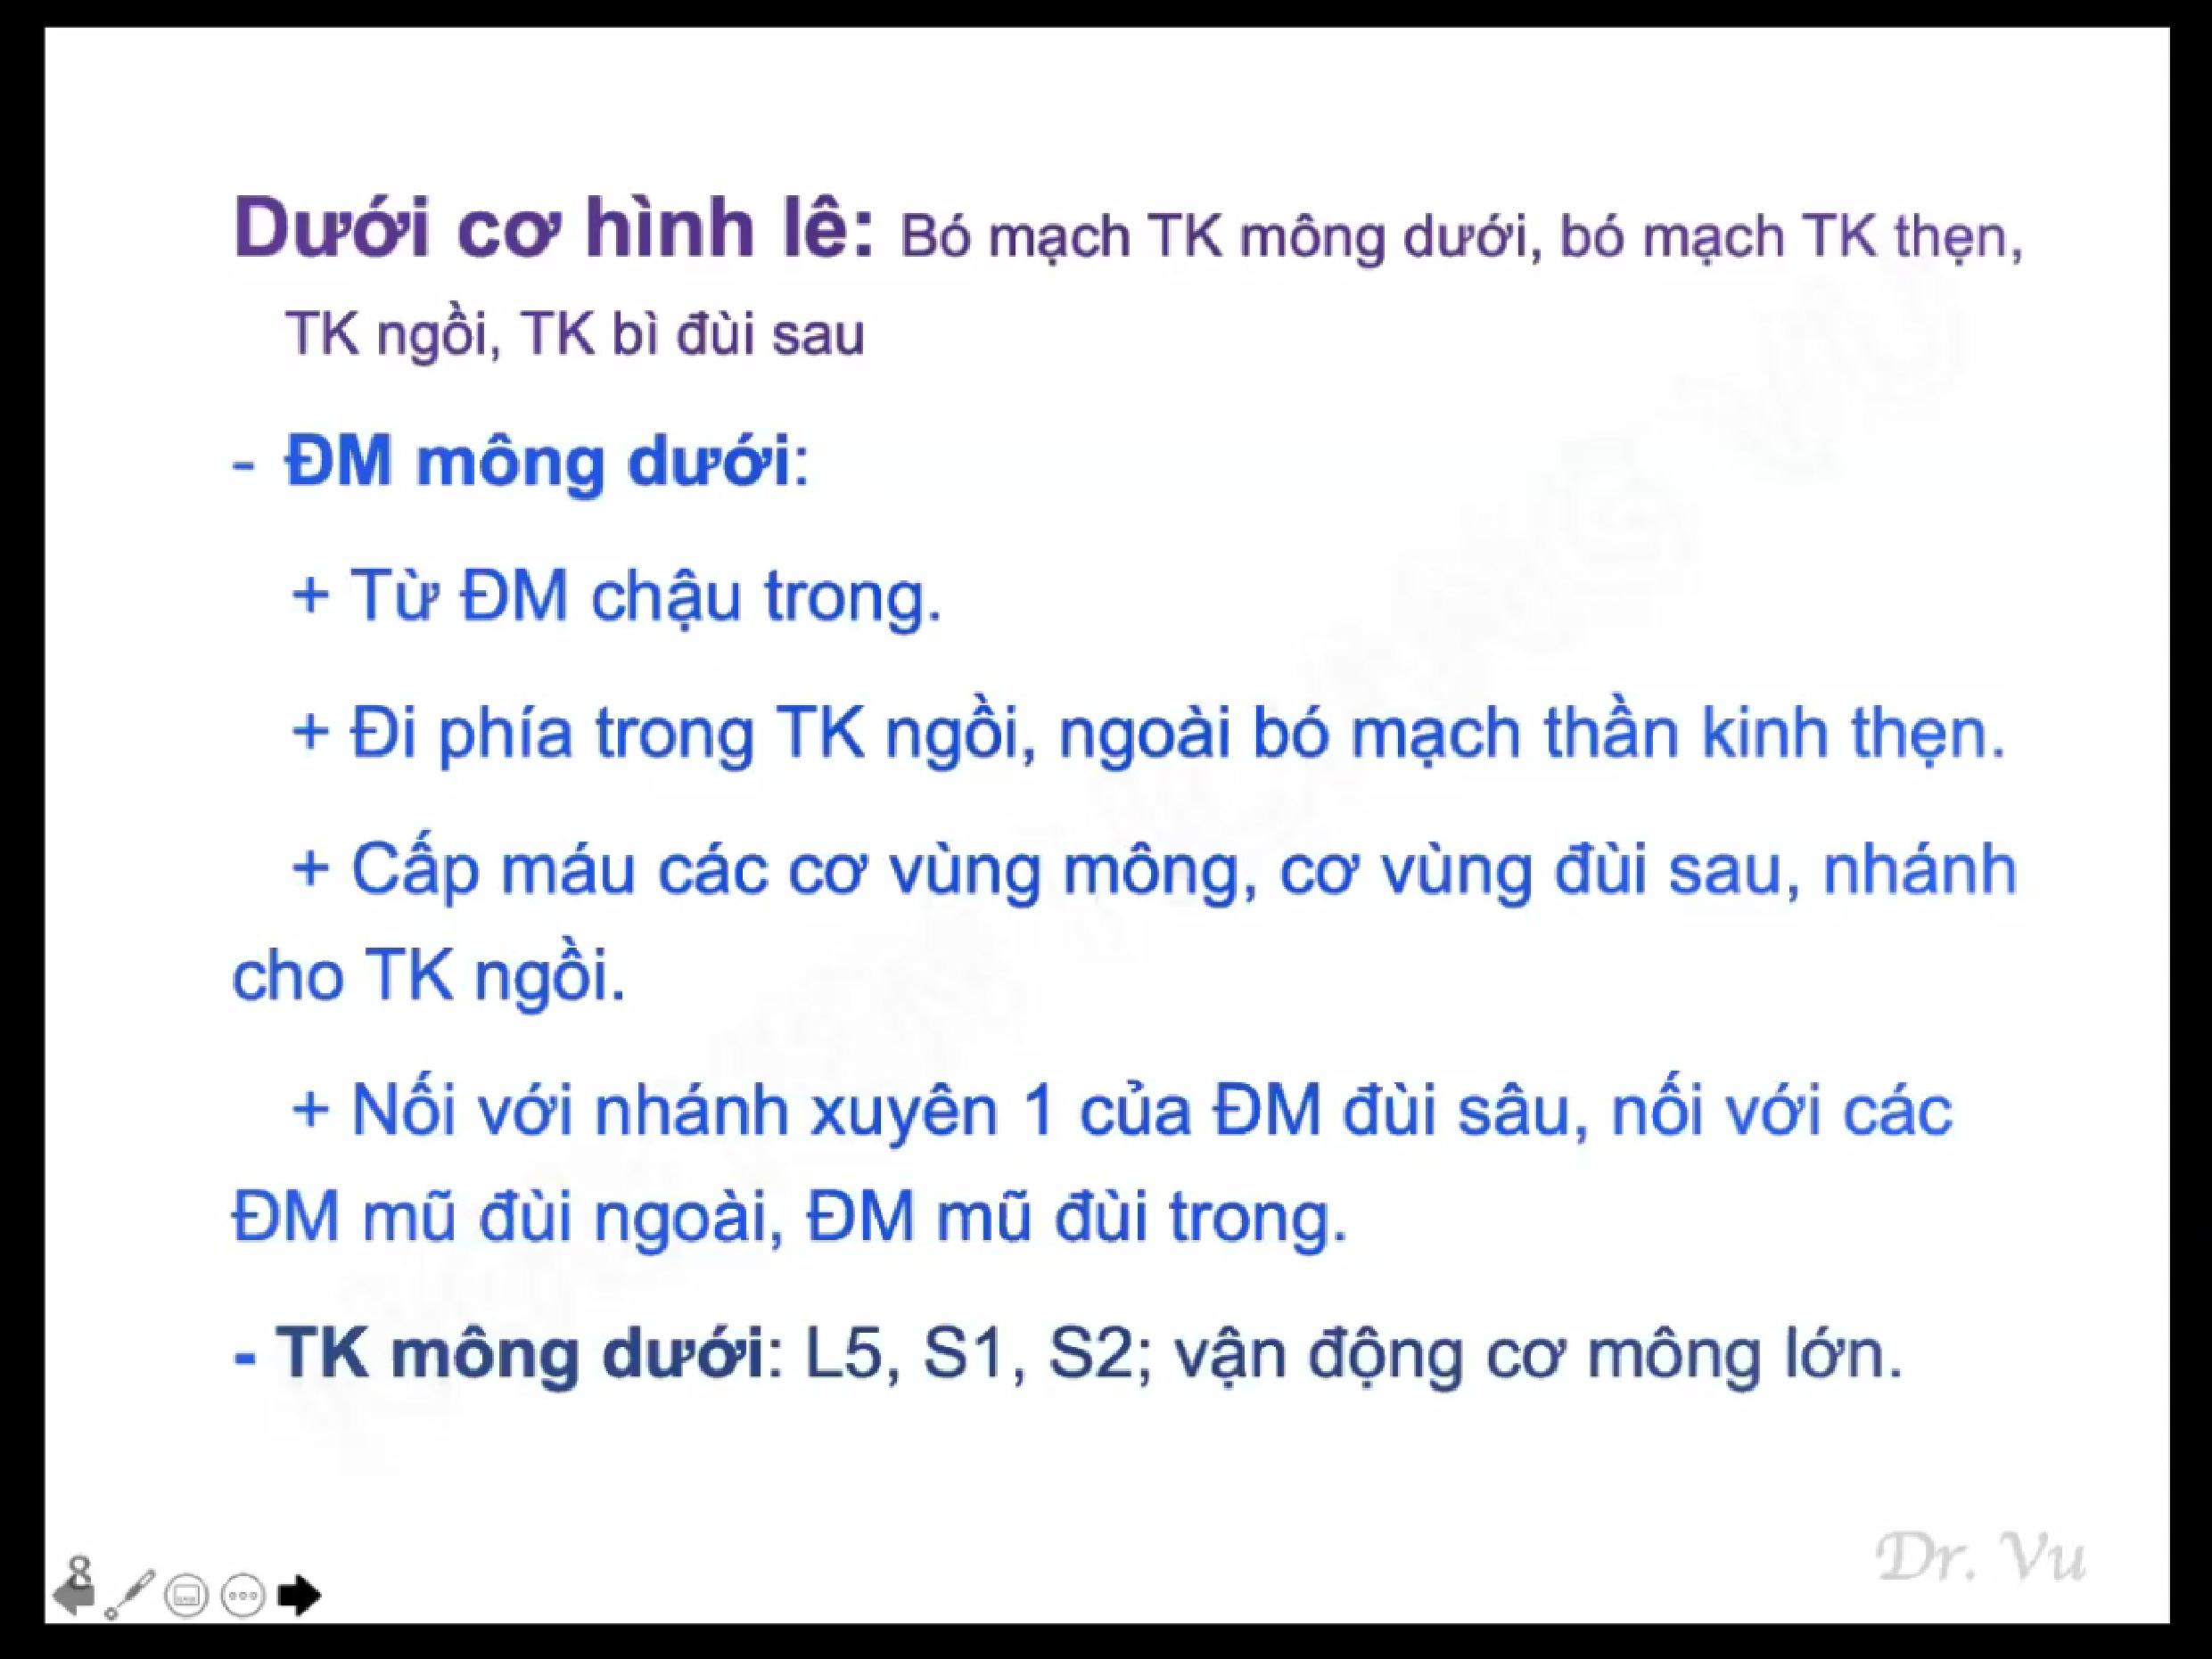 Dưới cơ hình lê: Bó mạch TK mông dưới, bó mạch TK thẹn,
TK ngồi, TK bì đùi sau
- ĐM mông dưới:
+ Từ ĐM chậu trong.
+ Đi phía trong TK ngồi, ngoài bó mạch thần kinh thẹn.
+ Cấp máu các cơ vùng mông, cơ vùng đùi sau, nhánh
cho TK ngồi.
+ Nối với nhánh xuyên 1 của ĐM đùi sâu, nối với các
ĐM mũ đùi ngoài, ĐM mũ đùi trong.
- TK mông dưới: L5, S1, S2; vận động cơ mông lớn.
8
Dr. Vu